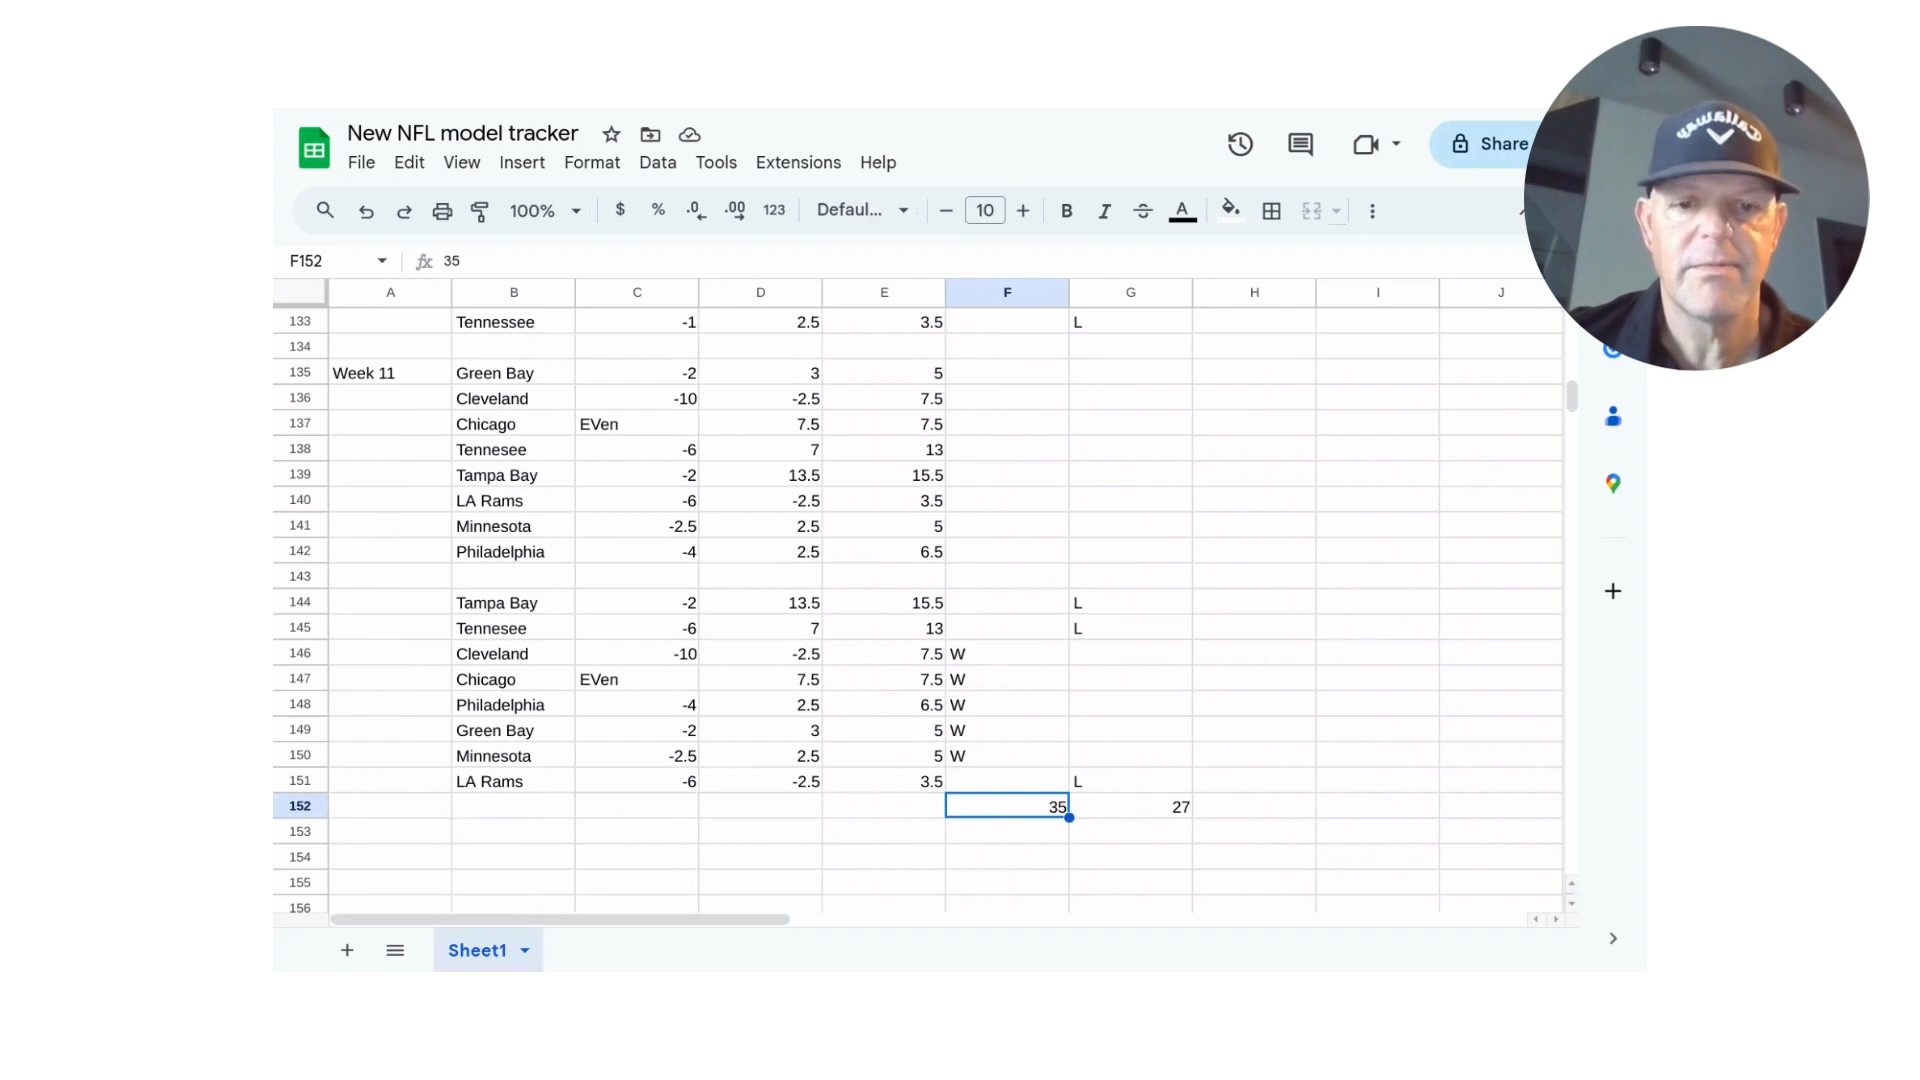 New NFL model tracker
File Edit View Insert Format Data Tools Extensions Help
Share
100% $ % .0 .00 123 Defaul... 10 B I A
F152 fx 35
A B C D E F G H I J
133 Tennessee -1 2.5 3.5 L
134
135 Week 11 Green Bay -2 3 5
136 Cleveland -10 -2.5 7.5
137 Chicago EVen 7.5 7.5
138 Tennesee -6 7 13
139 Tampa Bay -2 13.5 15.5
140 LA Rams -6 -2.5 3.5
141 Minnesota -2.5 2.5 5
142 Philadelphia -4 2.5 6.5
143
144 Tampa Bay -2 13.5 15.5 L
145 Tennesee -6 7 13 L
146 Cleveland -10 -2.5 7.5 W
147 Chicago EVen 7.5 7.5 W
148 Philadelphia -4 2.5 6.5 W
149 Green Bay -2 3 5 W
150 Minnesota -2.5 2.5 5 W
151 LA Rams -6 -2.5 3.5 L
152 35 27
153
154
155
156
Sheet1
Callaway